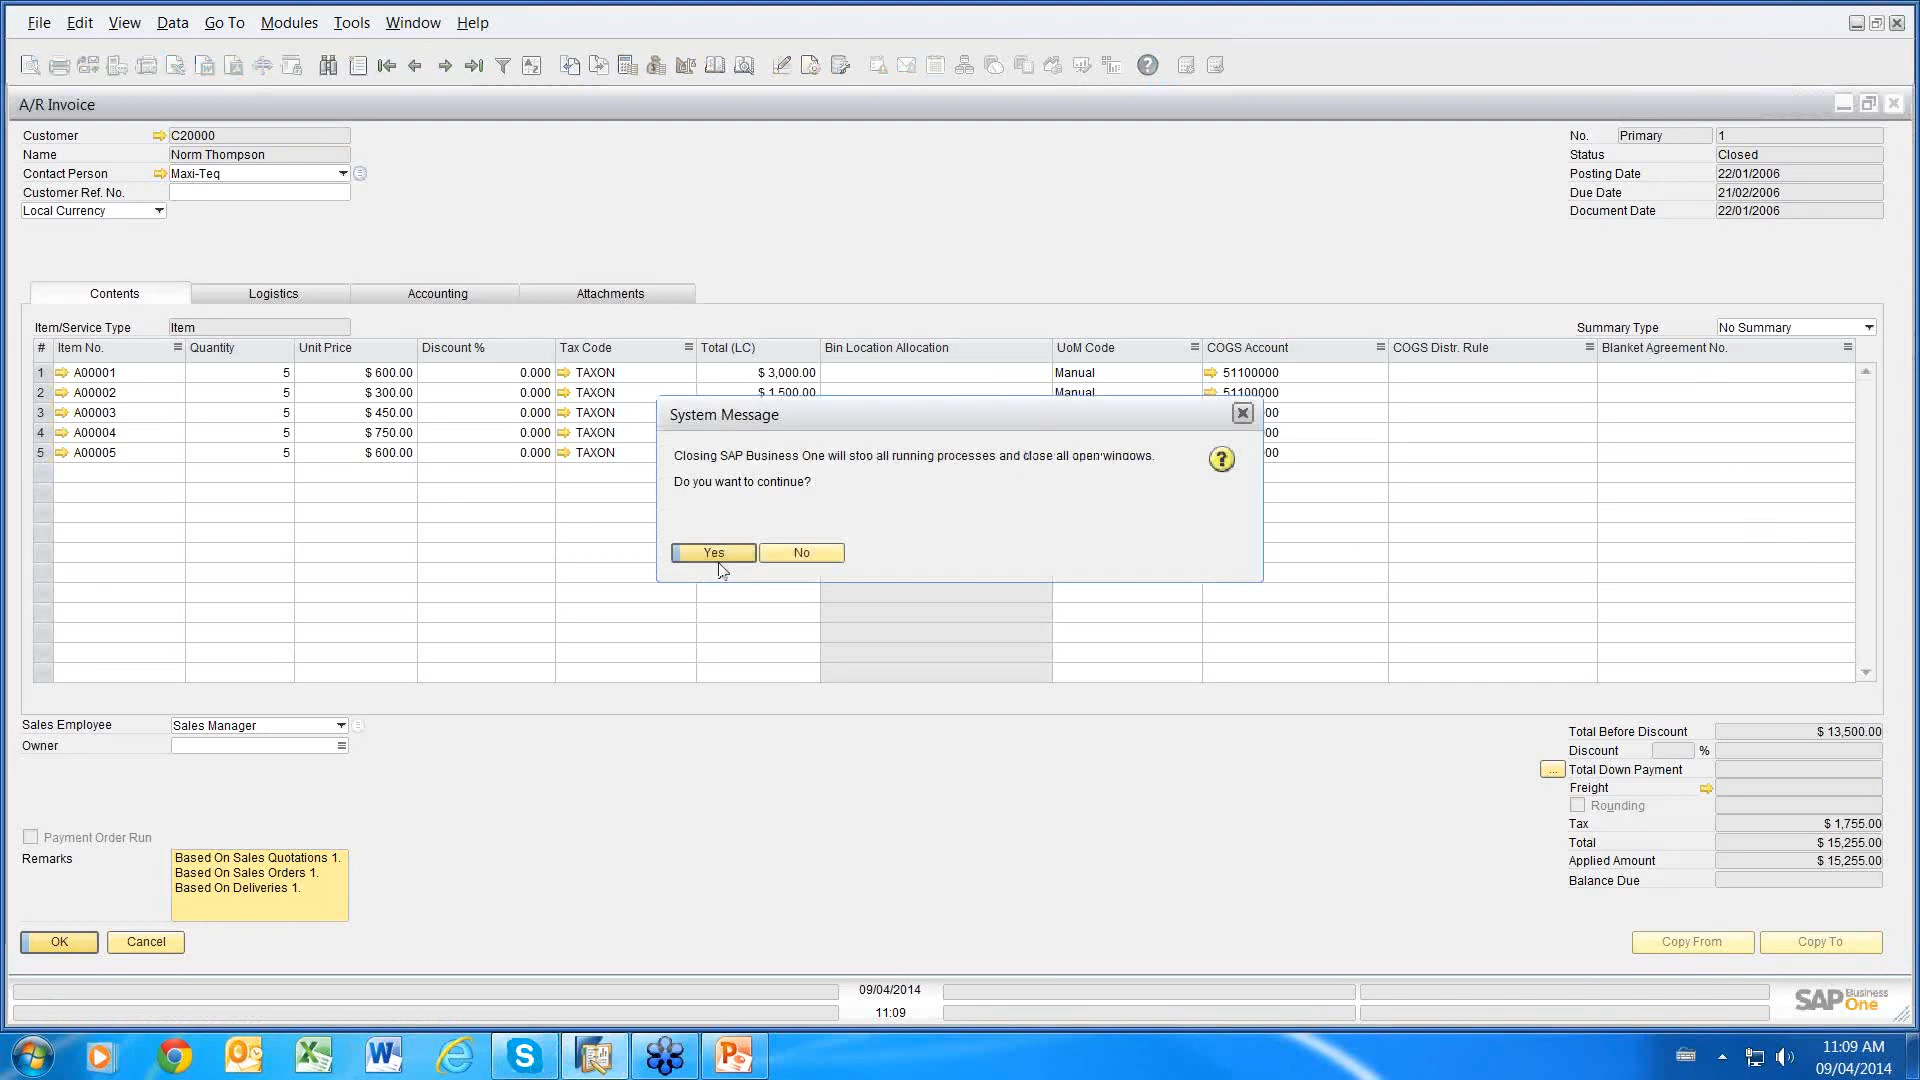 File Edit View Data Go To Modules Tools Window Help
A/R Invoice
Customer C20000
Name Norm Thompson
Contact Person Maxi-Teq
Customer Ref. No.
Local Currency
No. Primary 1
Status Closed
Posting Date 22/01/2006
Due Date 21/02/2006
Document Date 22/01/2006
Contents Logistics Accounting Attachments
Item/Service Type Item Summary Type No Summary
# Item No. Quantity Unit Price Discount % Tax Code Total (LC) Bin Location Allocation UoM Code COGS Account COGS Distr. Rule Blanket Agreement No.
1 A00001 5 $ 600.00 0.000 TAXON $ 3,000.00 Manual 51100000
2 A00002 5 $ 300.00 0.000 TAXON $ 1,500.00 Manual 51100000
3 A00003 5 $ 450.00 0.000 TAXON 00
4 A00004 5 $ 750.00 0.000 TAXON 00
5 A00005 5 $ 600.00 0.000 TAXON 00
System Message
Closing SAP Business One will stop all running processes and close all open windows.
Do you want to continue?
Yes No
Sales Employee Sales Manager
Owner
Payment Order Run
Remarks Based On Sales Quotations 1.
Based On Sales Orders 1.
Based On Deliveries 1.
Total Before Discount $ 13,500.00
Discount %
... Total Down Payment
Freight
Rounding
Tax $ 1,755.00
Total $ 15,255.00
Applied Amount $ 15,255.00
Balance Due
OK Cancel Copy From Copy To
09/04/2014
11:09
SAP Business One
11:09 AM
09/04/2014